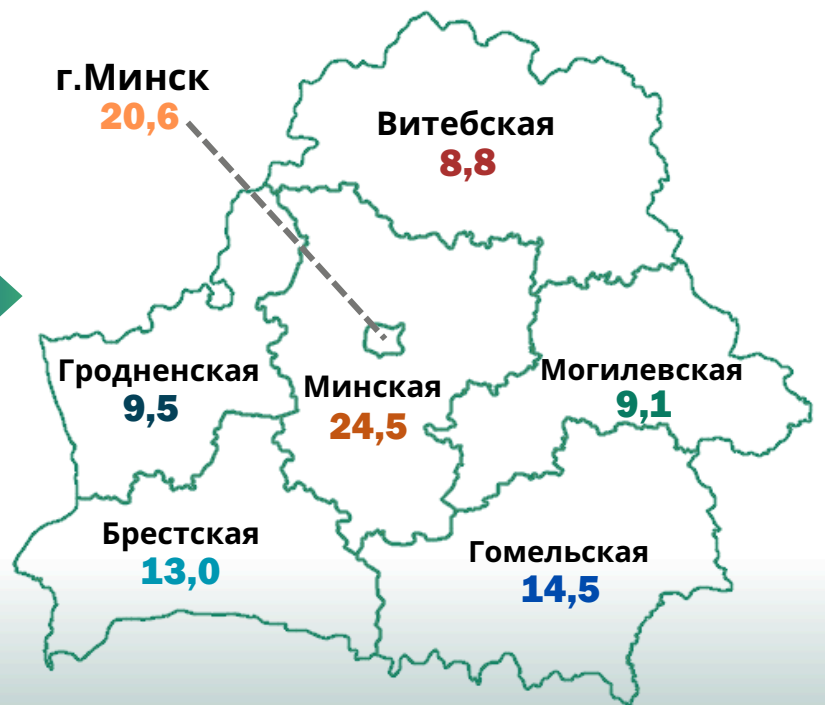 г.Минск
20,6
Витебская
8,8
Гродненская
9,5
Минская
24,5
Могилевская
9,1
Брестская
13,0
Гомельская
14,5